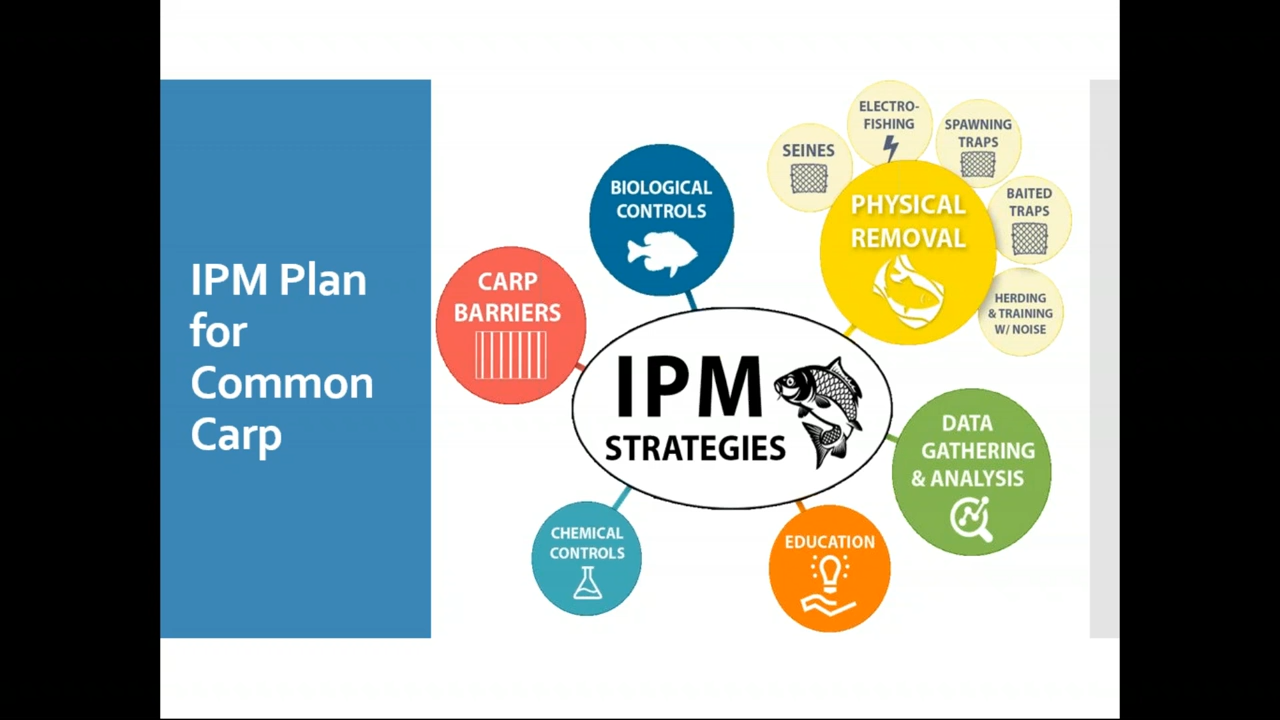 IPM Plan
for
Common
Carp
ELECTRO-
FISHING
SPAWNING
TRAPS
SEINES
BAITED
TRAPS
HERDING
& TRAINING
W/ NOISE
PHYSICAL
REMOVAL
BIOLOGICAL
CONTROLS
CARP
BARRIERS
IPM
STRATEGIES
DATA
GATHERING
& ANALYSIS
CHEMICAL
CONTROLS
EDUCATION